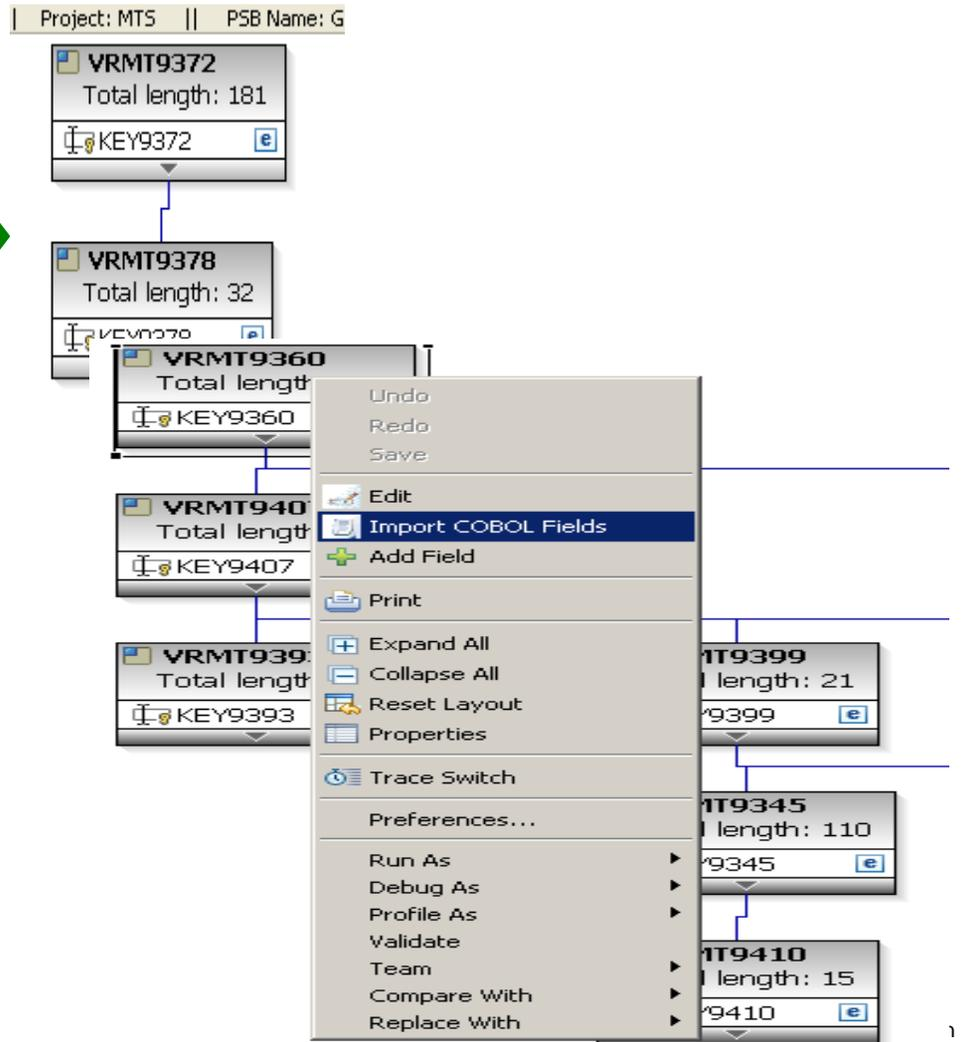 | Project: MTS || PSB Name: G
VRMT9372
Total length: 181
KEY9372
VRMT9378
Total length: 32
VRMT9360
Total length
KEY9360
VRMT940
Total length
KEY9407
VRMT939
Total length
KEY9393
Undo
Redo
Save
Edit
Import COBOL Fields
Add Field
Print
Expand All
Collapse All
Reset Layout
Properties
Trace Switch
Preferences...
Run As
Debug As
Profile As
Validate
Team
Compare With
Replace With
MT9399
length: 21
Y9399
MT9345
length: 110
Y9345
MT9410
length: 15
Y9410